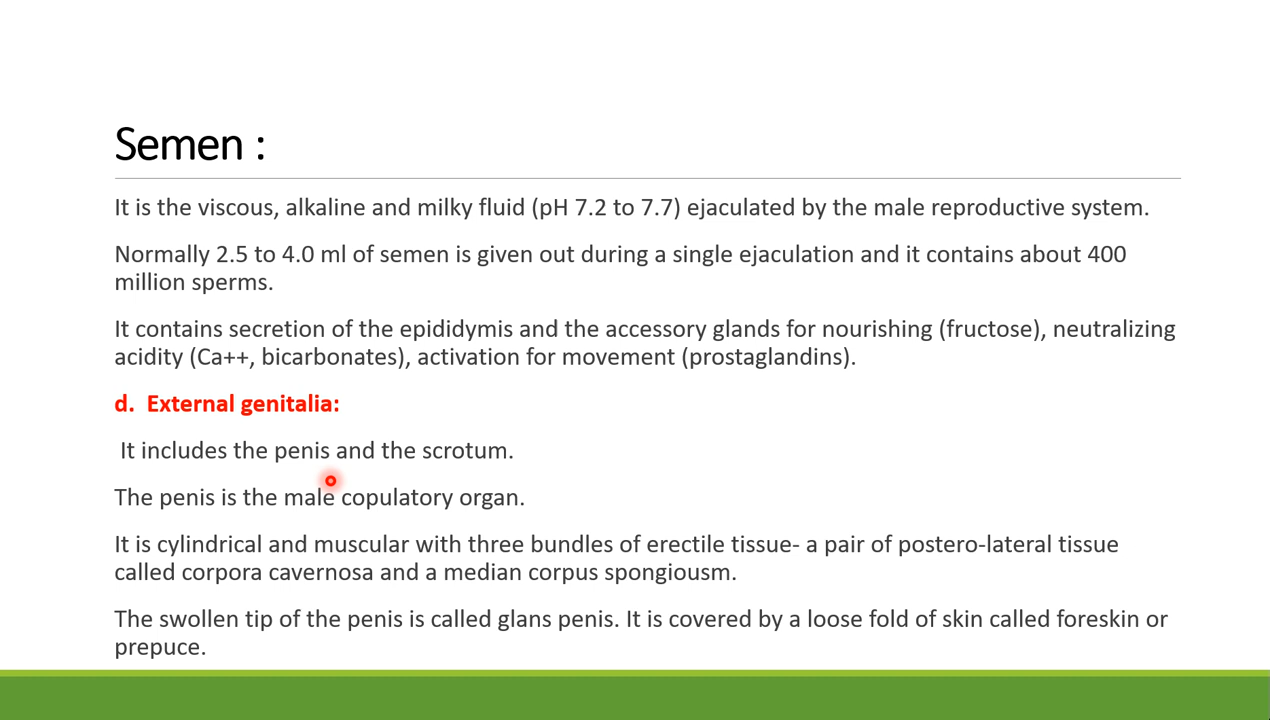 Semen :
It is the viscous, alkaline and milky fluid (pH 7.2 to 7.7) ejaculated by the male reproductive system.
Normally 2.5 to 4.0 ml of semen is given out during a single ejaculation and it contains about 400
million sperms.
It contains secretion of the epididymis and the accessory glands for nourishing (fructose), neutralizing
acidity (Ca++, bicarbonates), activation for movement (prostaglandins).
d. External genitalia:
It includes the penis and the scrotum.
The penis is the male copulatory organ.
It is cylindrical and muscular with three bundles of erectile tissue- a pair of postero-lateral tissue
called corpora cavernosa and a median corpus spongiousm.
The swollen tip of the penis is called glans penis. It is covered by a loose fold of skin called foreskin or
prepuce.